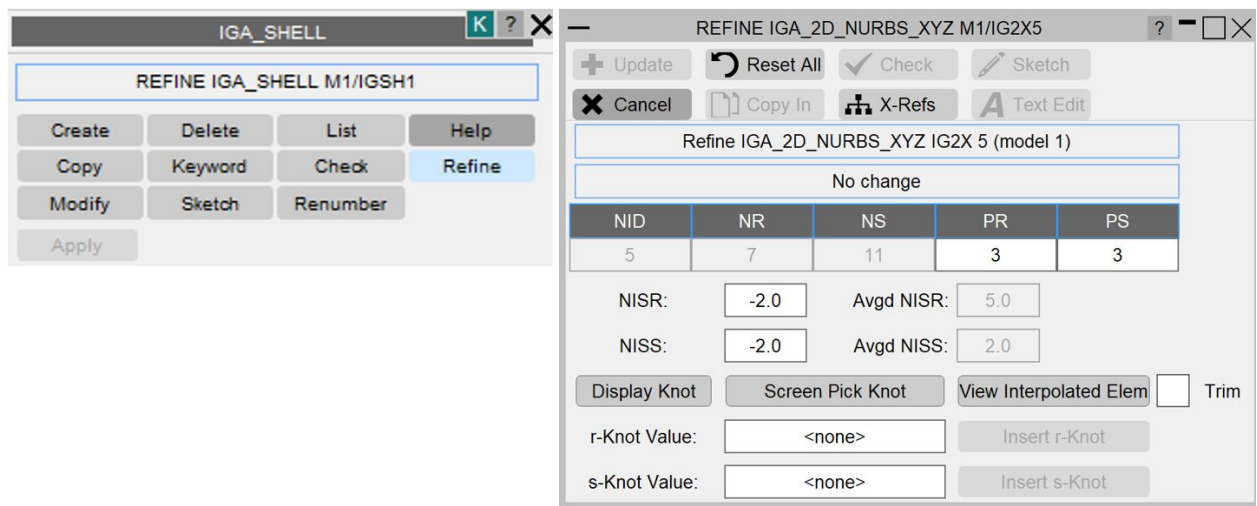 IGA_SHELL K ?
REFINE IGA_SHELL M1/IGSH1
Create Delete List Help
Copy Keyword Check Refine
Modify Sketch Renumber
Apply
REFINE IGA_2D_NURBS_XYZ M1/IG2X5 ?
Update Reset All Check Sketch
Cancel Copy In X-Refs A Text Edit
Refine IGA_2D_NURBS_XYZ IG2X 5 (model 1)
No change
NID NR NS PR PS
5 7 11 3 3
NISR: -2.0 Avgd NISR: 5.0
NISS: -2.0 Avgd NISS: 2.0
Display Knot Screen Pick Knot View Interpolated Elem Trim
r-Knot Value: <none> Insert r-Knot
s-Knot Value: <none> Insert s-Knot